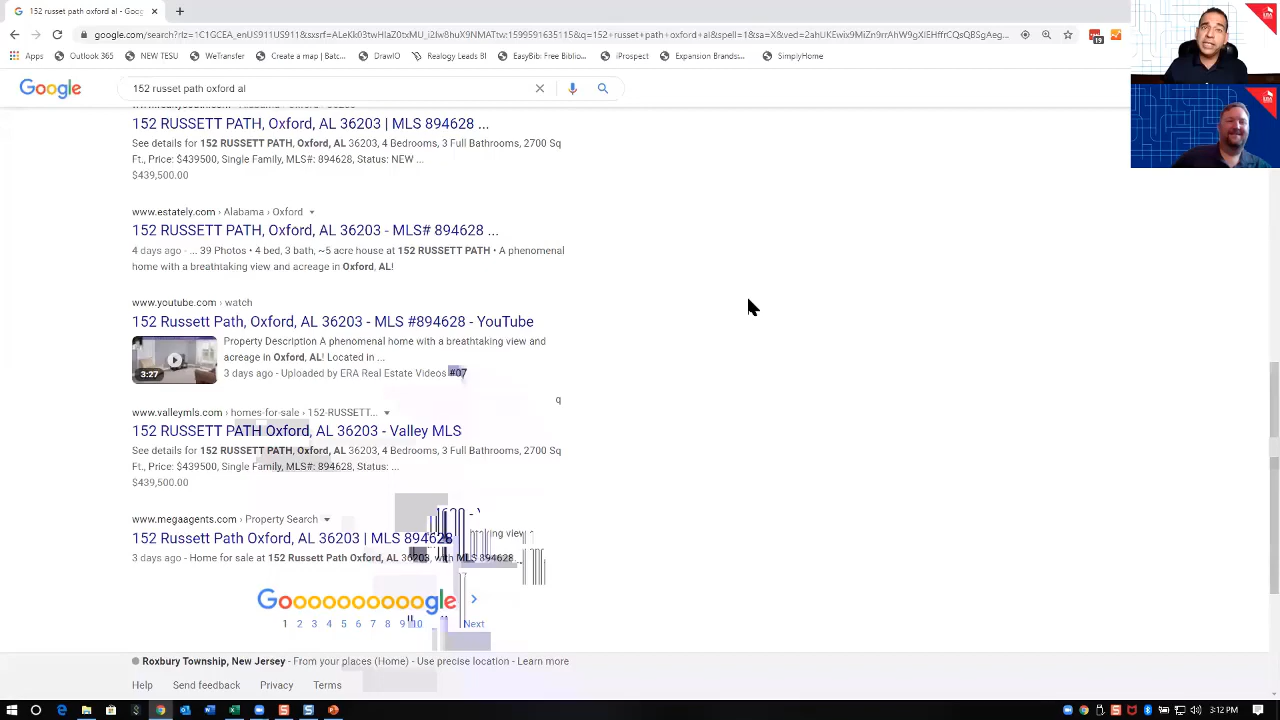 152 russet path oxford al - Goo
google.com/search?rlz=1C1GCEA_enUS911US911&
Apps
Outlook 365
NEW TESU
WeTransfer
Create a map | Batc...
DrawIO
EasyBib: Free Biblio...
iProspect
Expansion Brands...
SimplyHome
19
Google
152 russet path oxford al
152 RUSSETT PATH, Oxford, AL 36203 | MLS 894628 ...
See details for 152 RUSSETT PATH, Oxford, AL 36203, 4 Bedrooms, 3 Full Bathrooms, 2700 Sq
Ft., Price: $439500, Single Family, MLS#: 894628, Status: NEW ...
$439,500.00
www.estately.com › Alabama › Oxford
152 RUSSETT PATH, Oxford, AL 36203 - MLS# 894628 ...
4 days ago - ... 39 Photos • 4 bed, 3 bath, ~5 acre house at 152 RUSSETT PATH • A phenomenal
home with a breathtaking view and acreage in Oxford, AL!
www.youtube.com › watch
152 Russett Path, Oxford, AL 36203 - MLS #894628 - YouTube
Property Description A phenomenal home with a breathtaking view and
acreage in Oxford, AL! Located in ...
3:27
3 days ago - Uploaded by ERA Real Estate Videos #07
q
www.valleymls.com › homes-for-sale › 152-RUSSETT...
152 RUSSETT PATH Oxford, AL 36203 - Valley MLS
See details for 152 RUSSETT PATH, Oxford, AL 36203, 4 Bedrooms, 3 Full Bathrooms, 2700 Sq
Ft., Price: $439500, Single Family, MLS#: 894628, Status: ...
$439,500.00
www.megaagents.com › Property Search
152 Russett Path Oxford, AL 36203 | MLS 894628
3 days ago - Home for sale at 152 Russett Path Oxford, AL 36203, with MLS 894628
Goooooooooogle
1 2 3 4 5 6 7 8 9 10 Next
Roxbury Township, New Jersey - From your places (Home) - Use precise location - Learn more
Help Send feedback Privacy Terms
3:12 PM